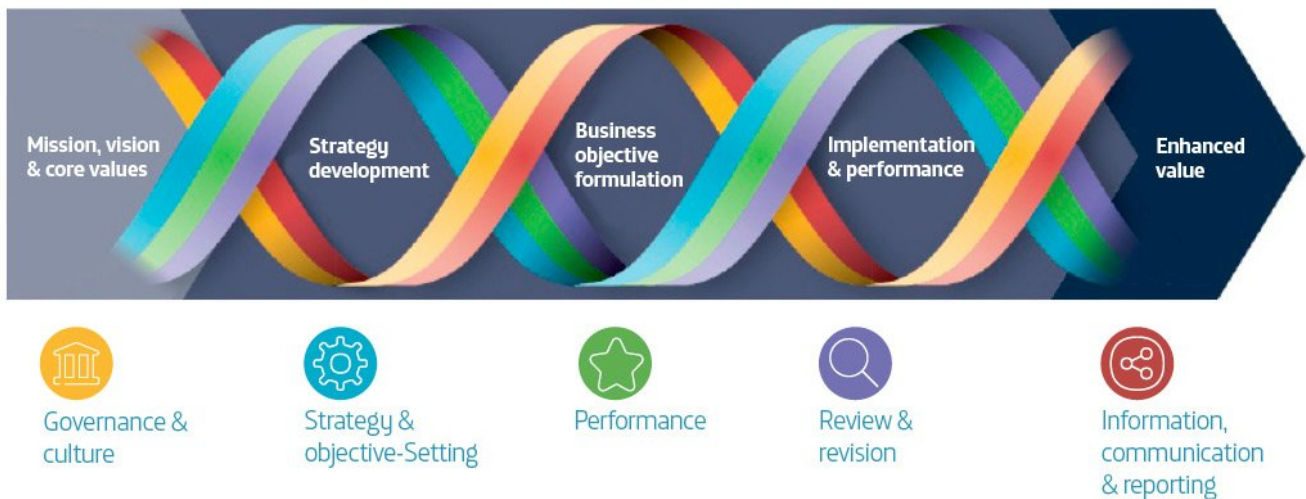 Mission, vision
& core values
Strategy
development
Business
objective
formulation
Implementation
& performance
Enhanced
value
Governance &
culture
Strategy &
objective-Setting
Performance
Review &
revision
Information,
communication
& reporting